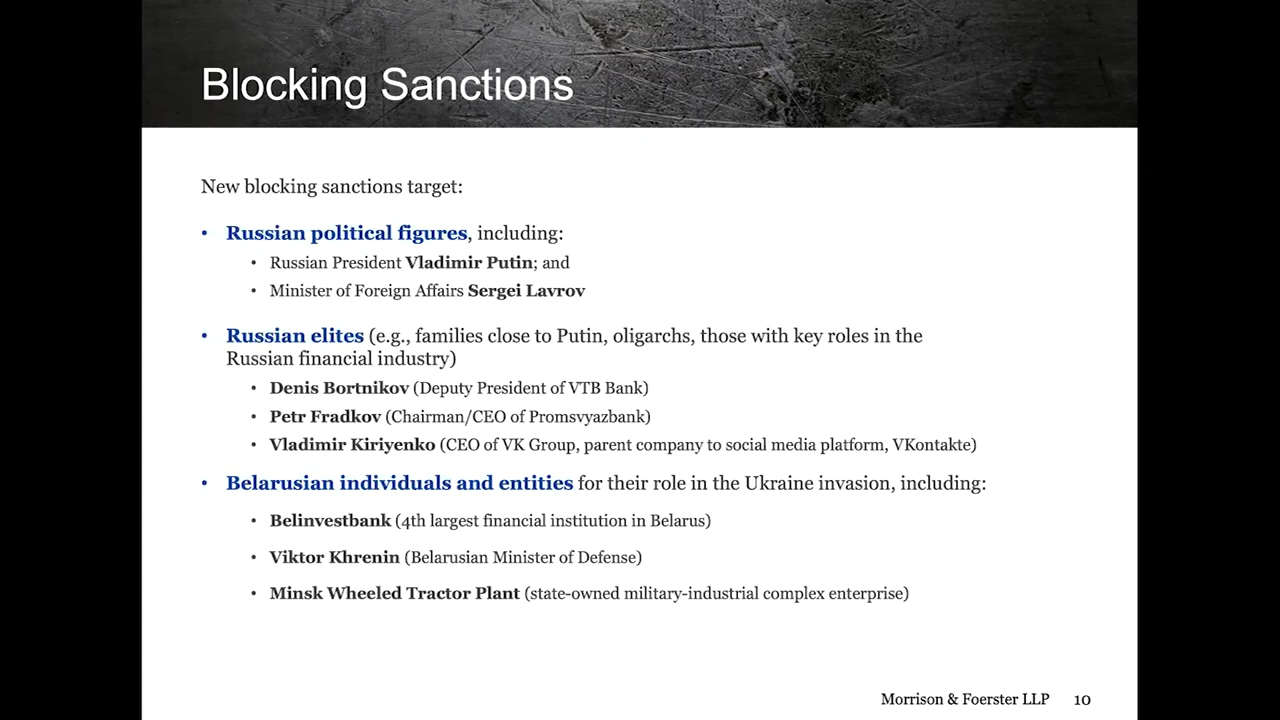 Blocking Sanctions
New blocking sanctions target:
• Russian political figures, including:
• Russian President Vladimir Putin; and
• Minister of Foreign Affairs Sergei Lavrov
• Russian elites (e.g., families close to Putin, oligarchs, those with key roles in the
Russian financial industry)
• Denis Bortnikov (Deputy President of VTB Bank)
• Petr Fradkov (Chairman/CEO of Promsvyazbank)
• Vladimir Kiriyenko (CEO of VK Group, parent company to social media platform, VKontakte)
• Belarusian individuals and entities for their role in the Ukraine invasion, including:
• Belinvestbank (4th largest financial institution in Belarus)
• Viktor Khrenin (Belarusian Minister of Defense)
• Minsk Wheeled Tractor Plant (state-owned military-industrial complex enterprise)
Morrison & Foerster LLP 10